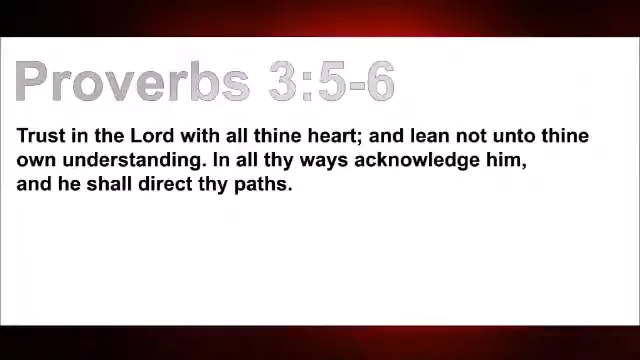 Proverbs 3:5-6
Trust in the Lord with all thine heart; and lean not unto thine
own understanding. In all thy ways acknowledge him,
and he shall direct thy paths.